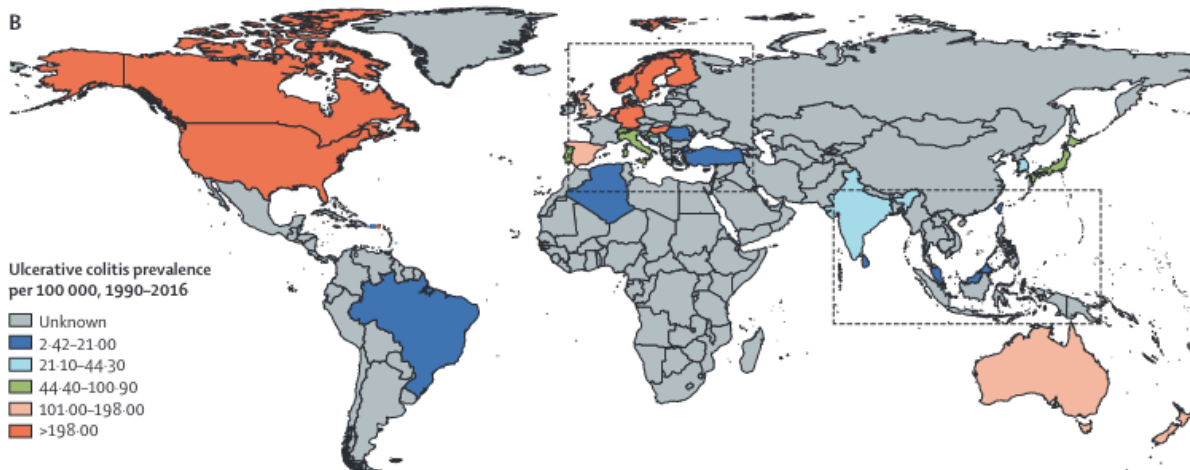 B
Ulcerative colitis prevalence
per 100 000, 1990–2016
Unknown
2·42–21·00
21·10–44·30
44·40–100·90
101·00–198·00
>198·00